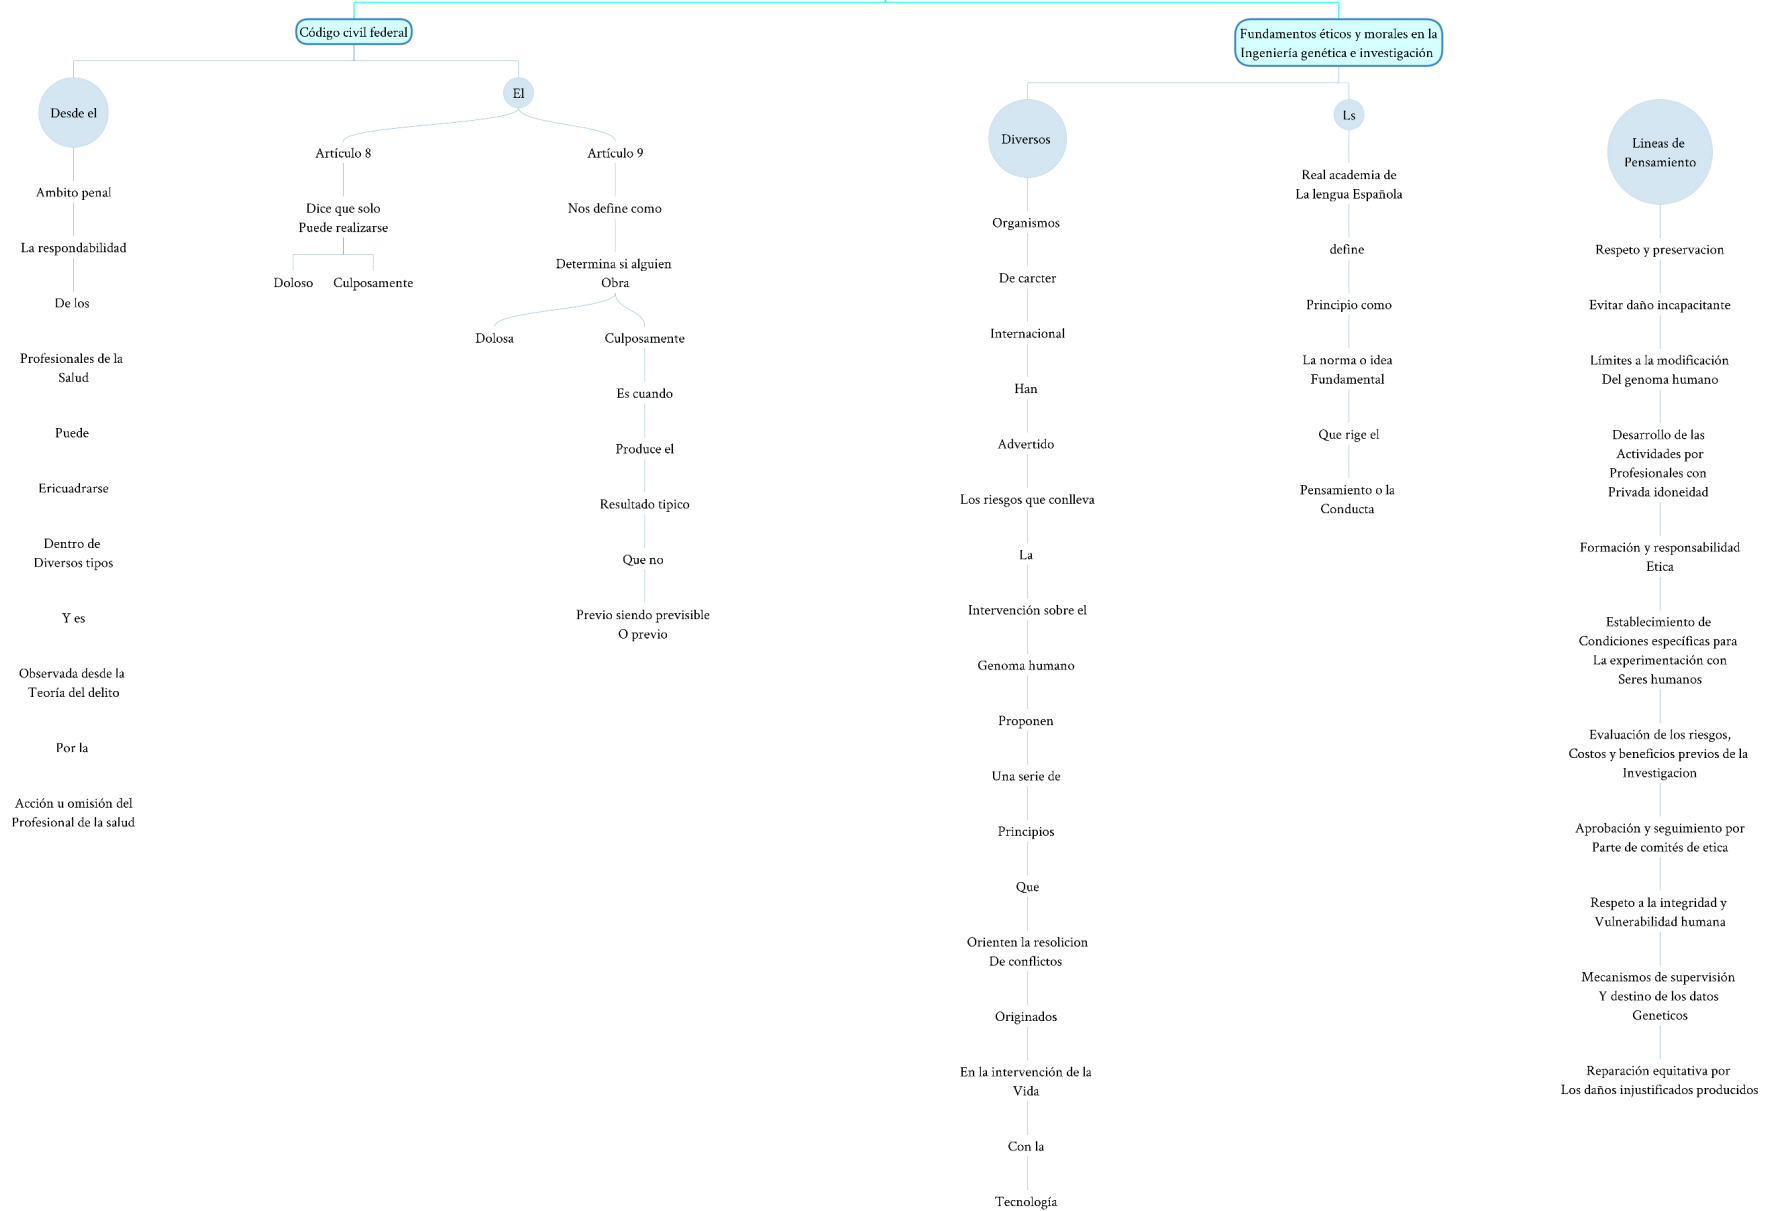 Código civil federal
Desde el
Ambito penal
La respondabilidad
De los
Profesionales de la
Salud
Puede
Ericuadrarse
Dentro de
Diversos tipos
Y es
Observada desde la
Teoría del delito
Por la
Acción u omisión del
Profesional de la salud
El
Artículo 8
Dice que solo
Puede realizarse
Doloso
Culposamente
Artículo 9
Nos define como
Determina si alguien
Obra
Dolosa
Culposamente
Es cuando
Produce el
Resultado tipico
Que no
Previo siendo previsible
O previo
Fundamentos éticos y morales en la
Ingeniería genética e investigación
Diversos
Organismos
De carcter
Internacional
Han
Advertido
Los riesgos que conlleva
La
Intervención sobre el
Genoma humano
Proponen
Una serie de
Principios
Que
Orienten la resolicion
De conflictos
Originados
En la intervención de la
Vida
Con la
Tecnología
Ls
Real academia de
La lengua Española
define
Principio como
La norma o idea
Fundamental
Que rige el
Pensamiento o la
Conducta
Lineas de
Pensamiento
Respeto y preservacion
Evitar daño incapacitante
Límites a la modificación
Del genoma humano
Desarrollo de las
Actividades por
Profesionales con
Privada idoneidad
Formación y responsabilidad
Etica
Establecimiento de
Condiciones específicas para
La experimentación con
Seres humanos
Evaluación de los riesgos,
Costos y beneficios previos de la
Investigacion
Aprobación y seguimiento por
Parte de comités de etica
Respeto a la integridad y
Vulnerabilidad humana
Mecanismos de supervisión
Y destino de los datos
Geneticos
Reparación equitativa por
Los daños injustificados producidos